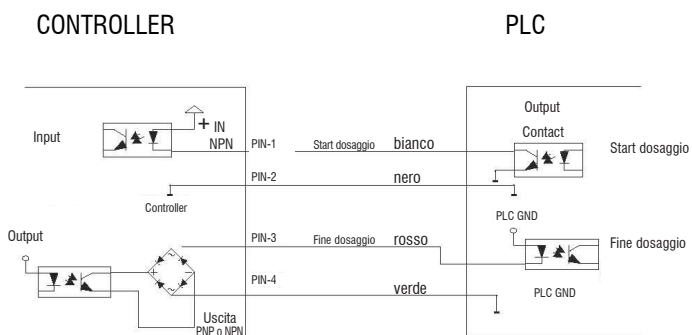 CONTROLLER
PLC
Input
+ IN
NPN
PIN-1
Start dosaggio
bianco
Output
Contact
Start dosaggio
PIN-2
nero
Controller
PLC GND
Output
PIN-3
Fine dosaggio
rosso
Fine dosaggio
PIN-4
verde
PLC GND
Uscita
PNP o NPN